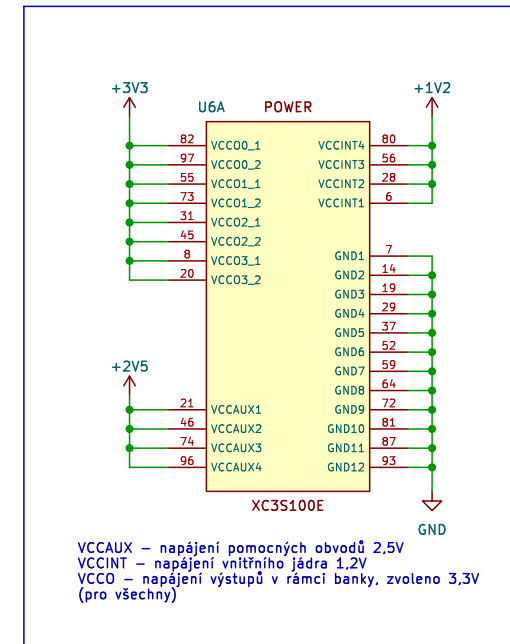 +3V3
+1V2
U6A
POWER
82 VCCO0_1
97 VCCO0_2
55 VCCO1_1
73 VCCO1_2
31 VCCO2_1
45 VCCO2_2
8 VCCO3_1
20 VCCO3_2
VCCINT4 80
VCCINT3 56
VCCINT2 28
VCCINT1 6
GND1 7
GND2 14
GND3 19
GND4 29
GND5 37
GND6 52
GND7 59
GND8 64
GND9 72
GND10 81
GND11 87
GND12 93
+2V5
21 VCCAUX1
46 VCCAUX2
74 VCCAUX3
96 VCCAUX4
XC3S100E
GND
VCCAUX – napájení pomocných obvodů 2,5V
VCCINT – napájení vnitřního jádra 1,2V
VCCO – napájení výstupů v rámci banky, zvoleno 3,3V
(pro všechny)